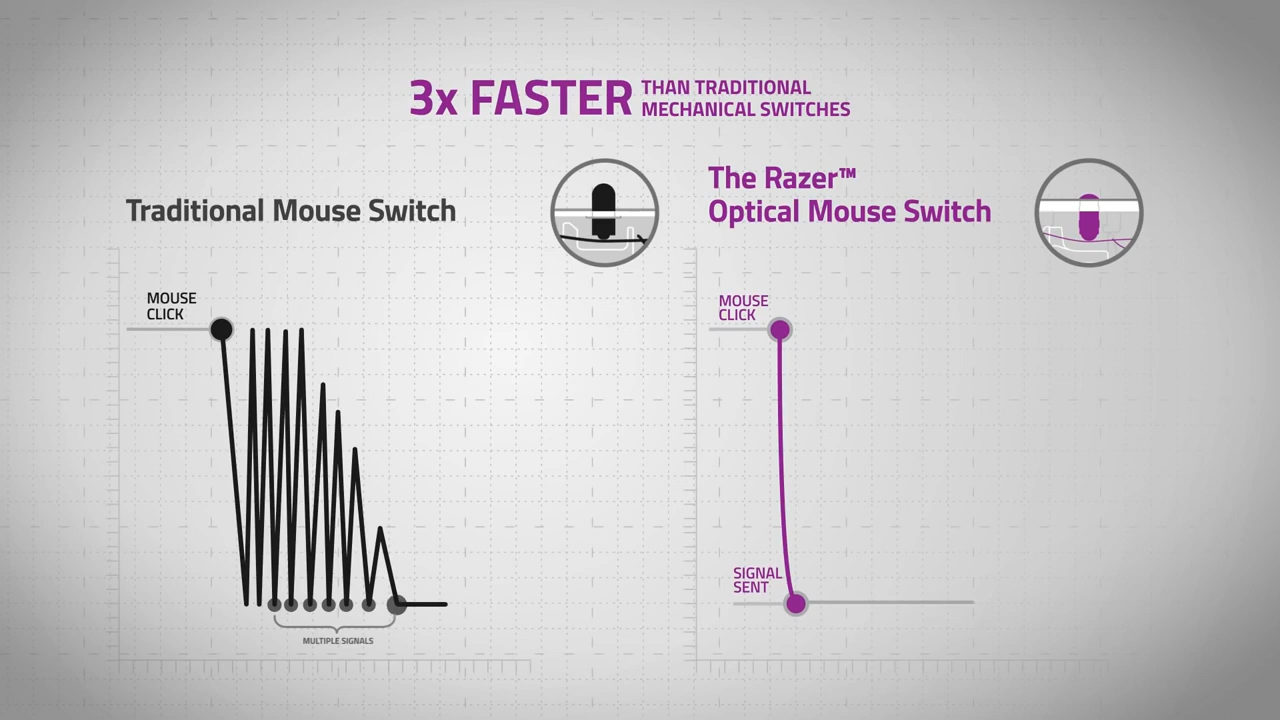 3x FASTER THAN TRADITIONAL
MECHANICAL SWITCHES
Traditional Mouse Switch
The Razer™
Optical Mouse Switch
MOUSE
CLICK
MULTIPLE SIGNALS
MOUSE
CLICK
SIGNAL
SENT